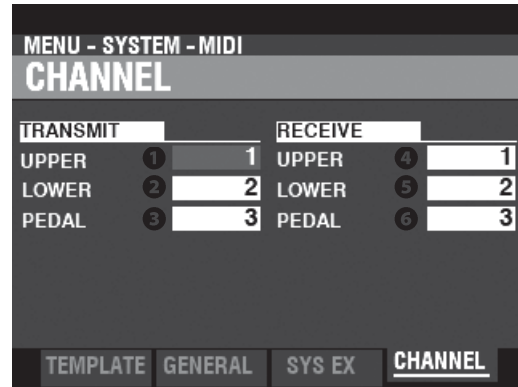 MENU - SYSTEM - MIDI
CHANNEL
TRANSMIT RECEIVE
UPPER 1 1 UPPER 4 1
LOWER 2 2 LOWER 5 2
PEDAL 3 3 PEDAL 6 3
TEMPLATE GENERAL SYS EX CHANNEL